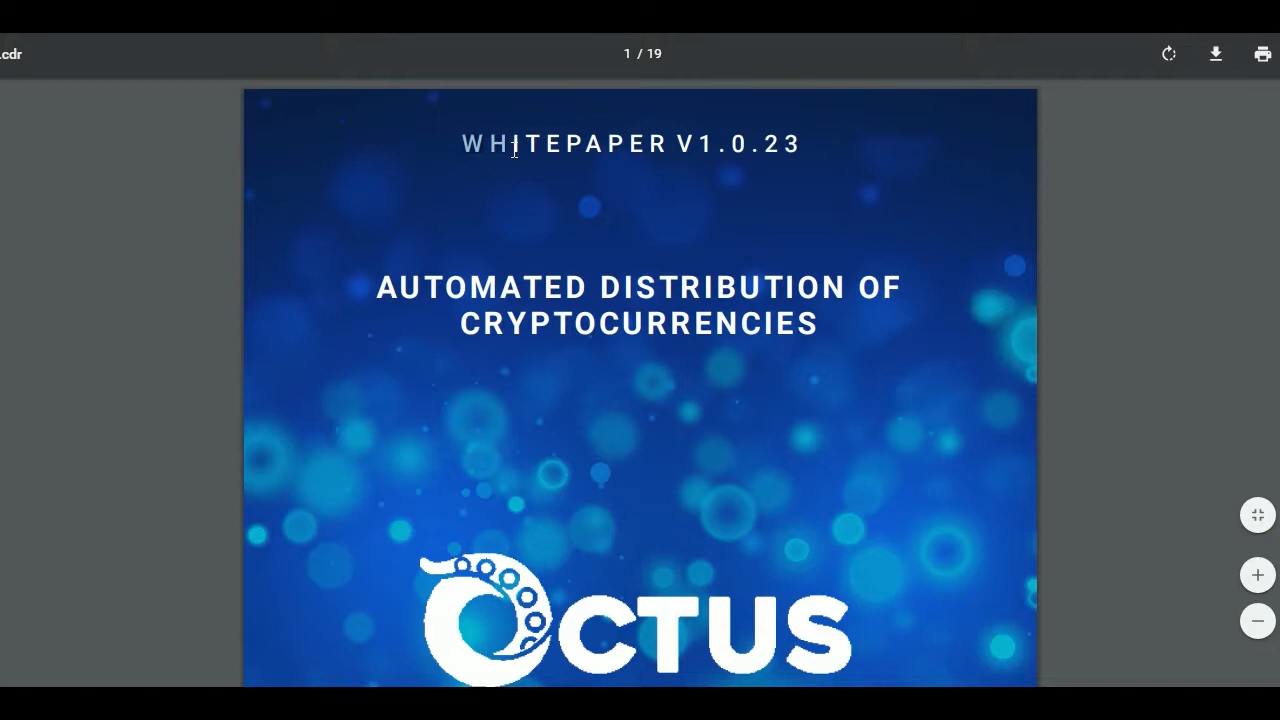 .cdr
1 / 19
WHITEPAPER V1.0.23
AUTOMATED DISTRIBUTION OF
CRYPTOCURRENCIES
OCTUS